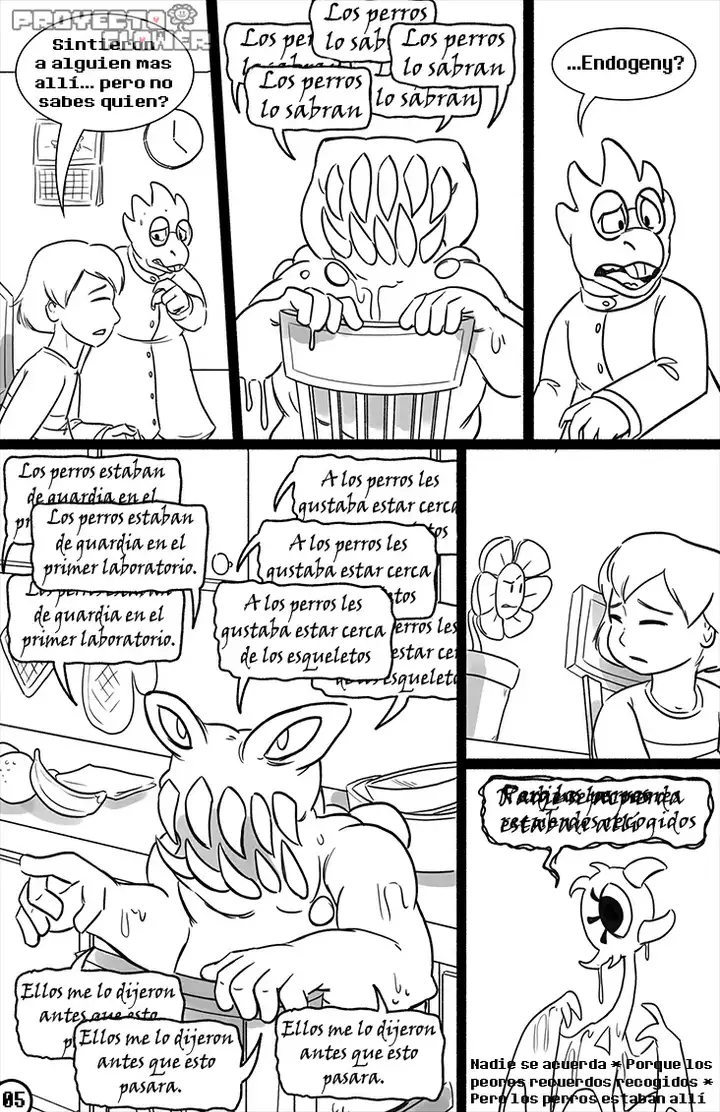 PROYECTO
FLOWER
Sintieron
a alguien mas
allí... pero no
sabes quien?
Los perros
lo sabran
Los perros
lo sabran
Los perros
lo sabran
Los perros
lo sabran
...Endogeny?
Los perros estaban
de guardia en el
Los perros estaban
de guardia en el
primer laboratorio.
de guardia en el
primer laboratorio.
A los perros les
gustaba estar cerca
A los perros les
gustaba estar cerca
A los perros les
gustaba estar cerca
de los esqueletos
Ellos me lo dijeron
antes que esto
Ellos me lo dijeron
antes que esto
pasara.
Ellos me lo dijeron
antes que esto
pasara.
Nadie se acuerda * Porque los
peores recuerdos recogidos *
Pero los perros estaban allí
05